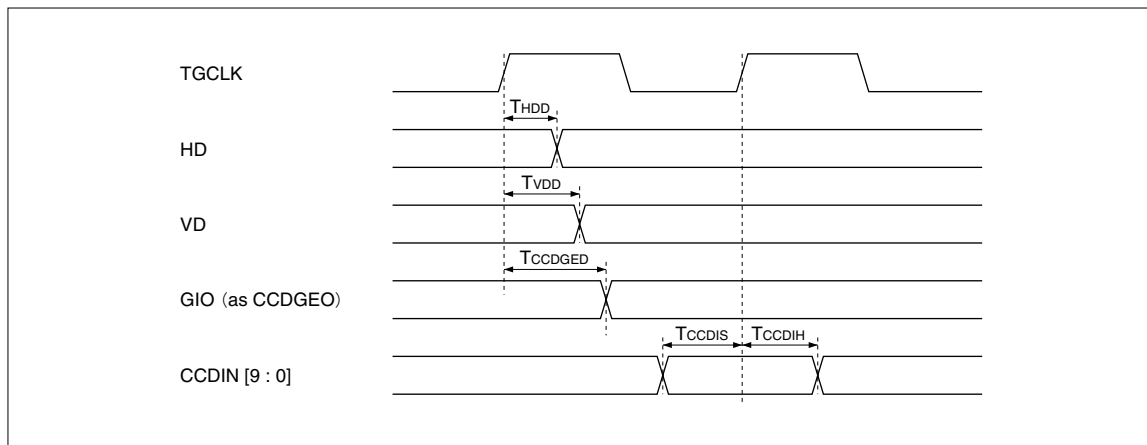 TGCLK
THDD
HD
TVDD
VD
TCCDGED
GIO (as CCDGEO)
TCCDIS
TCCDIH
CCDIN [9 : 0]